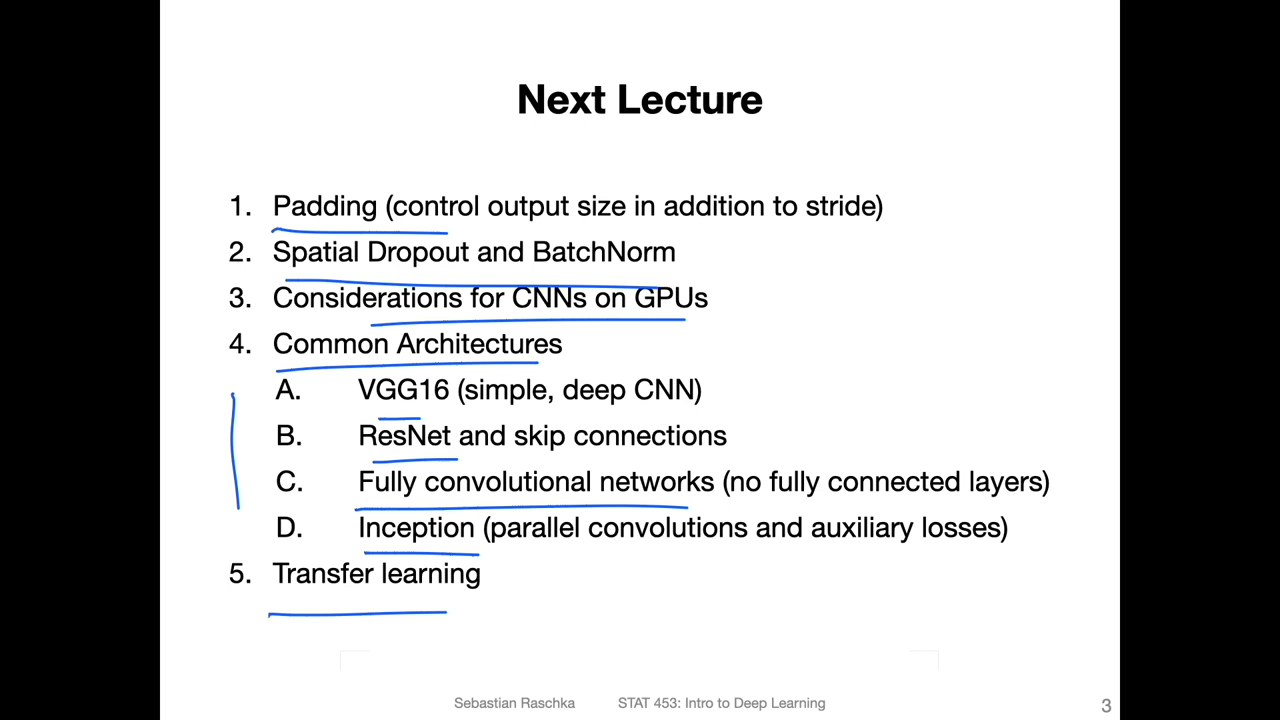 Next Lecture
1. Padding (control output size in addition to stride)
2. Spatial Dropout and BatchNorm
3. Considerations for CNNs on GPUs
4. Common Architectures
A. VGG16 (simple, deep CNN)
B. ResNet and skip connections
C. Fully convolutional networks (no fully connected layers)
D. Inception (parallel convolutions and auxiliary losses)
5. Transfer learning
Sebastian Raschka STAT 453: Intro to Deep Learning 3